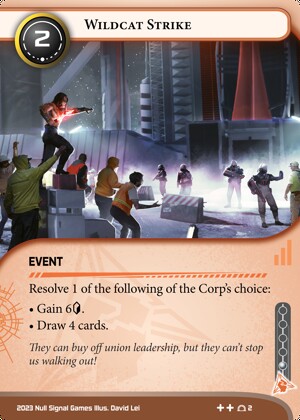 2
Wildcat Strike
EVENT
Resolve 1 of the following of the Corp's choice:
• Gain 6.
• Draw 4 cards.
They can buy off union leadership, but they can't stop
us walking out!
2023 Null Signal Games Illus. David Lei
2